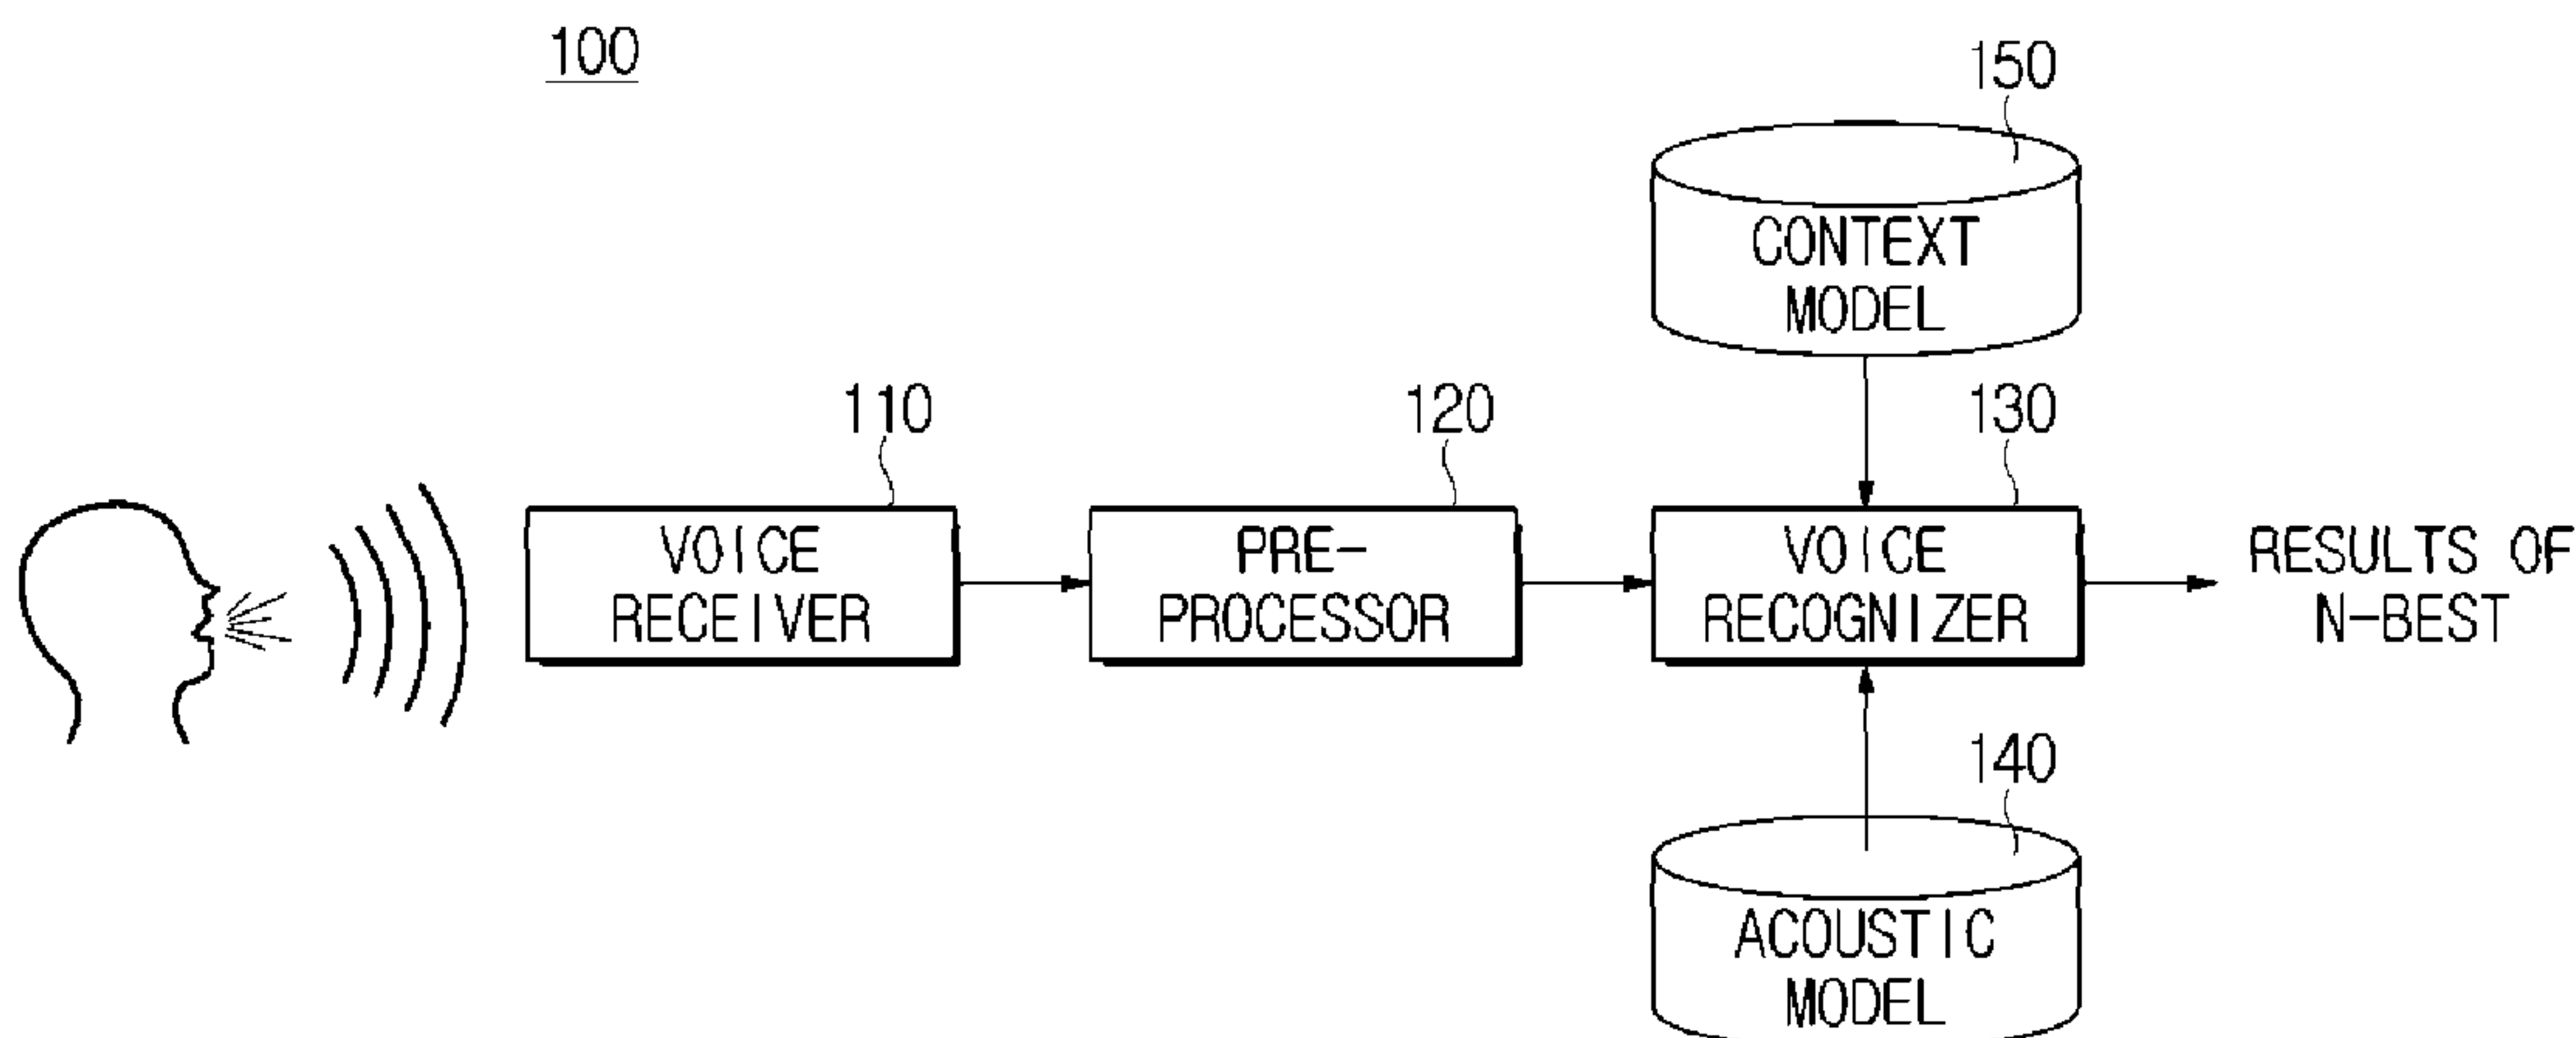 100
150
CONTEXT
MODEL
110
120
130
VOICE
RECEIVER
PRE-
PROCESSOR
VOICE
RECOGNIZER
RESULTS OF
N-BEST
140
ACOUSTIC
MODEL